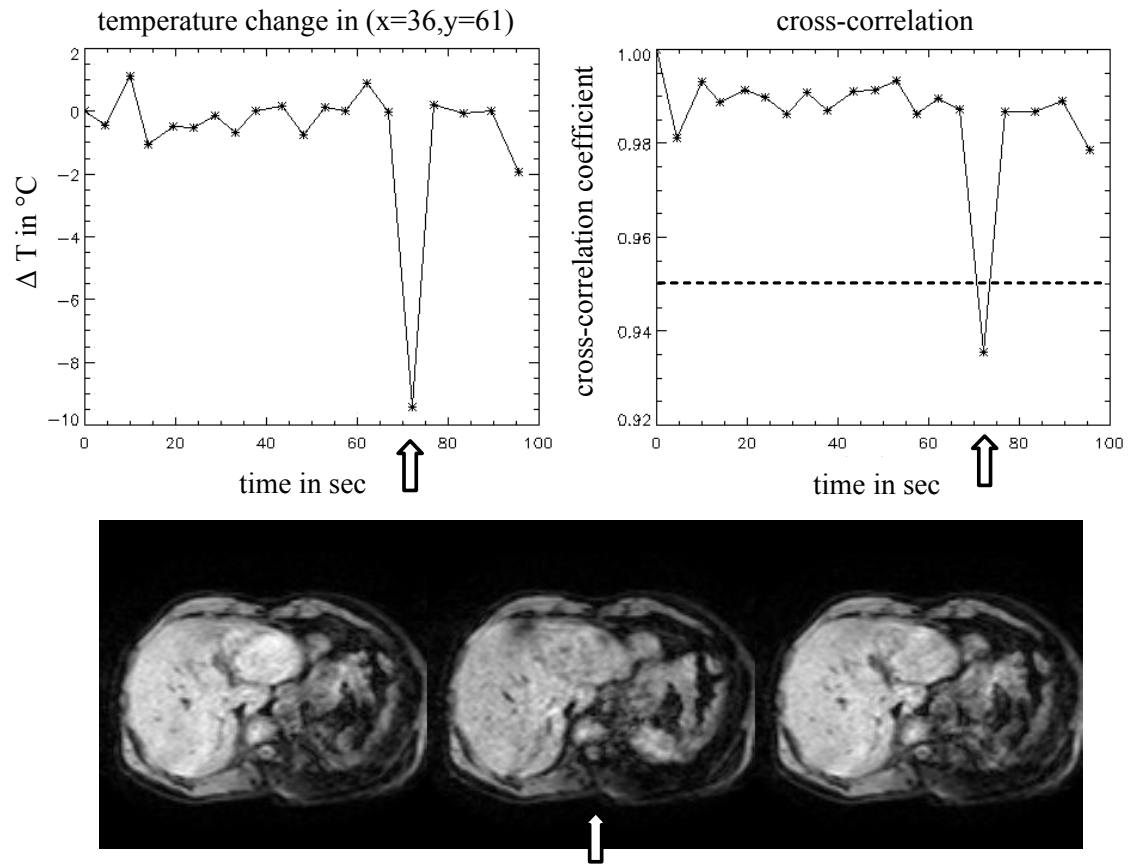 temperature change in (x=36,y=61)
Δ T in °C
2
0
−2
−4
−6
−8
−10
0 20 40 60 80 100
time in sec
cross-correlation
cross-correlation coefficient
1.00
0.98
0.96
0.94
0.92
0 20 40 60 80 100
time in sec